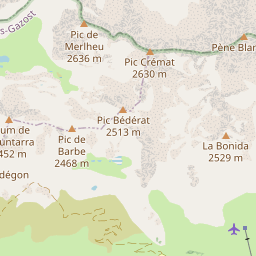 s-Gazost
Pic de
Merlheu
2636 m
Pic Crémat
2630 m
Pène Blan
Pic Bédérat
2513 m
um de
untarra
452 m
Pic de
Barbe
2468 m
La Bonida
2529 m
dégon